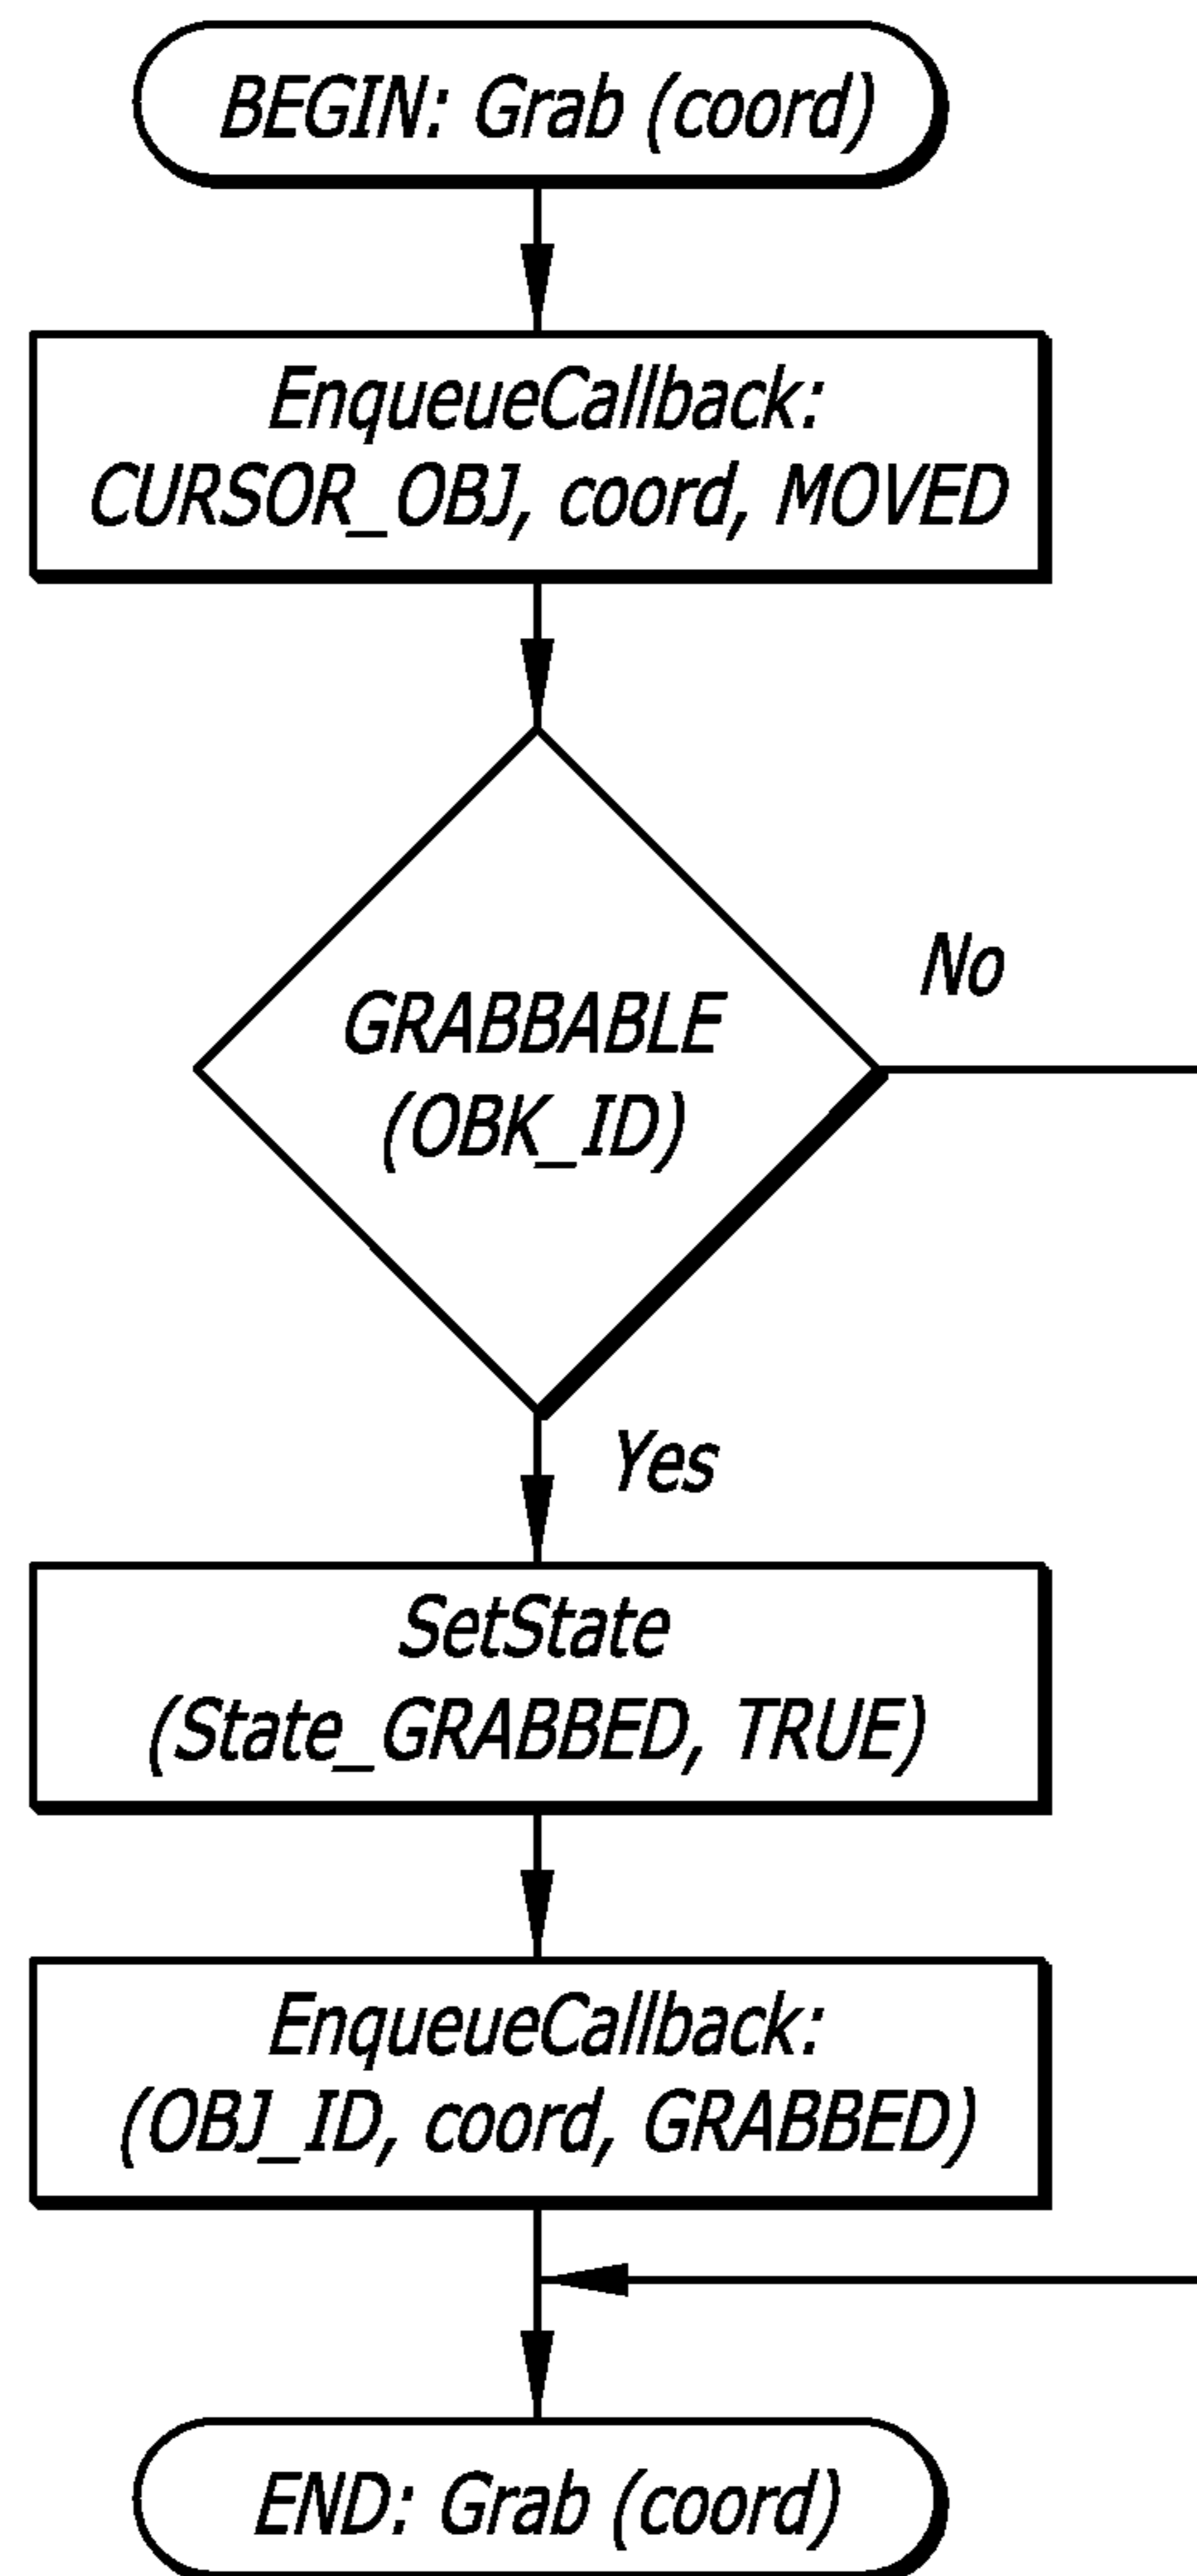 BEGIN: Grab (coord)
EnqueueCallback:
CURSOR_OBJ, coord, MOVED
GRABBABLE
(OBK_ID)
No
Yes
SetState
(State_GRABBED, TRUE)
EnqueueCallback:
(OBJ_ID, coord, GRABBED)
END: Grab (coord)